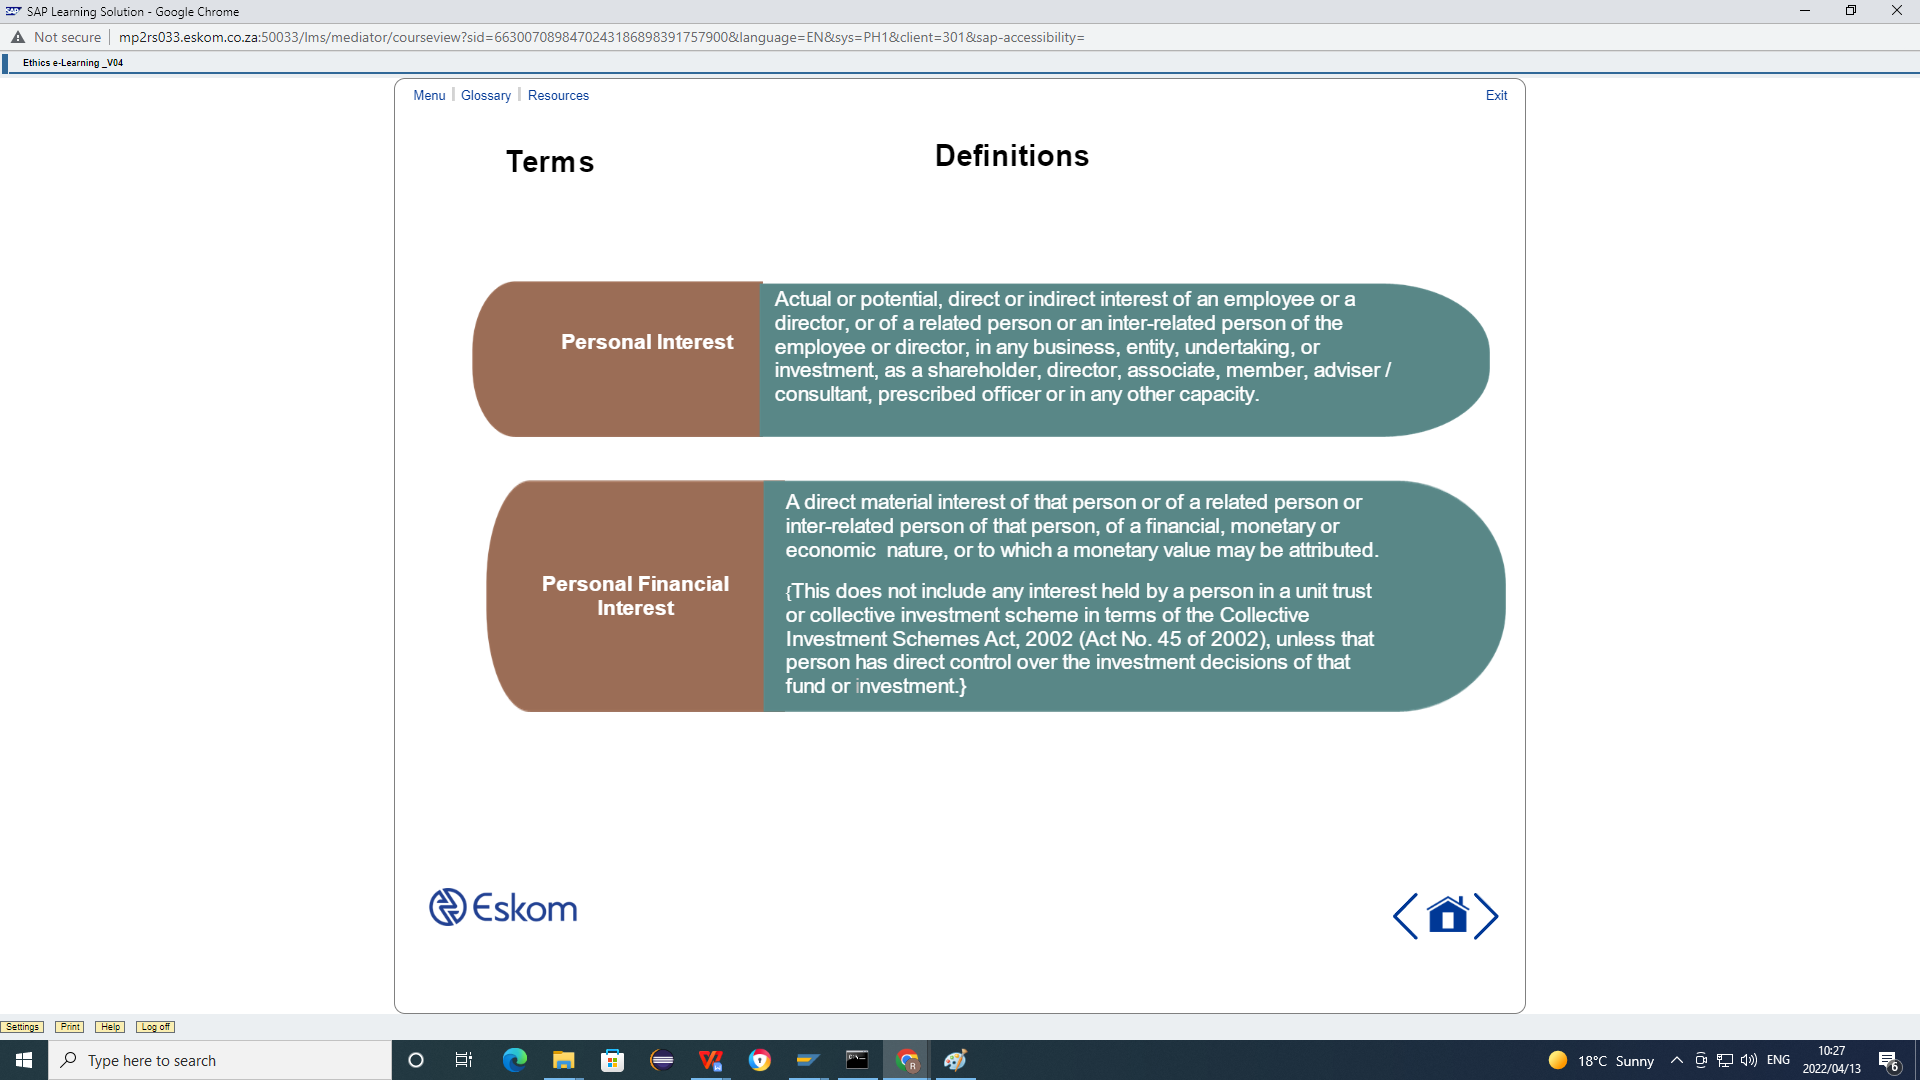 SAP Learning Solution - Google Chrome
Not secure mp2rs033.eskom.co.za:50033/lms/mediator/courseview?sid=6630070898470243186898391757900&language=EN&sys=PH1&client=301&sap-accessibility=
Ethics e-Learning _V04
Menu Glossary Resources Exit
Terms Definitions
Personal Interest
Actual or potential, direct or indirect interest of an employee or a
director, or of a related person or an inter-related person of the
employee or director, in any business, entity, undertaking, or
investment, as a shareholder, director, associate, member, adviser /
consultant, prescribed officer or in any other capacity.
Personal Financial
Interest
A direct material interest of that person or of a related person or
inter-related person of that person, of a financial, monetary or
economic nature, or to which a monetary value may be attributed.
{This does not include any interest held by a person in a unit trust
or collective investment scheme in terms of the Collective
Investment Schemes Act, 2002 (Act No. 45 of 2002), unless that
person has direct control over the investment decisions of that
fund or investment.}
Eskom
Settings Print Help Log off
Type here to search
18°C Sunny ENG
10:27
2022/04/13
6